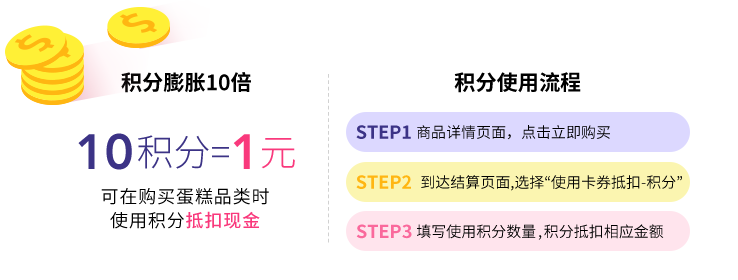 积分膨胀10倍
10积分=1元
可在购买蛋糕品类时
使用积分抵扣现金
积分使用流程
STEP1 商品详情页面，点击立即购买
STEP2 到达结算页面,选择“使用卡券抵扣-积分”
STEP3 填写使用积分数量,积分抵扣相应金额